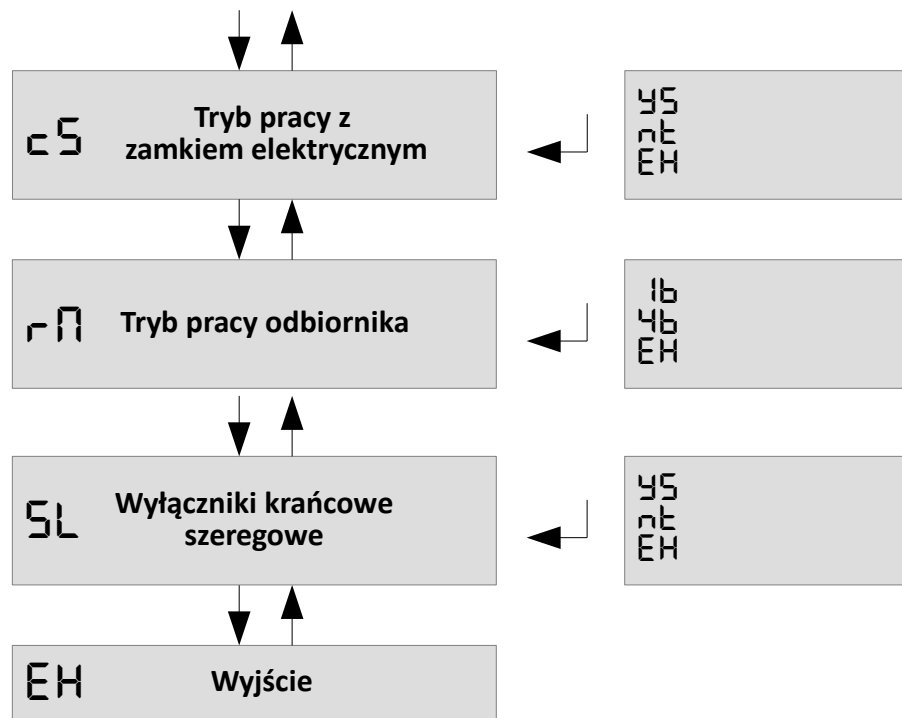 cS
Tryb pracy z
zamkiem elektrycznym
YS
nt
EH
rM
Tryb pracy odbiornika
1b
4b
EH
SL
Wyłączniki krańcowe
szeregowe
YS
nt
EH
EH
Wyjście